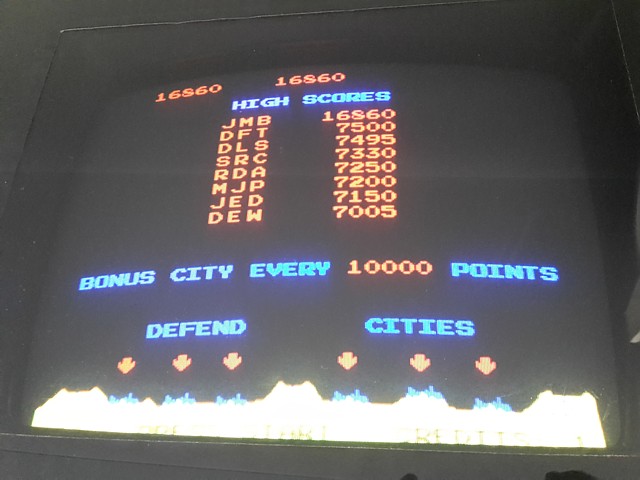 16860 16860
HIGH SCORES
JMB 16860
DFT 7500
DLS 7495
SRC 7330
RDA 7250
MJP 7200
JED 7150
DEW 7005
BONUS CITY EVERY 10000 POINTS
DEFEND CITIES
CREDITS